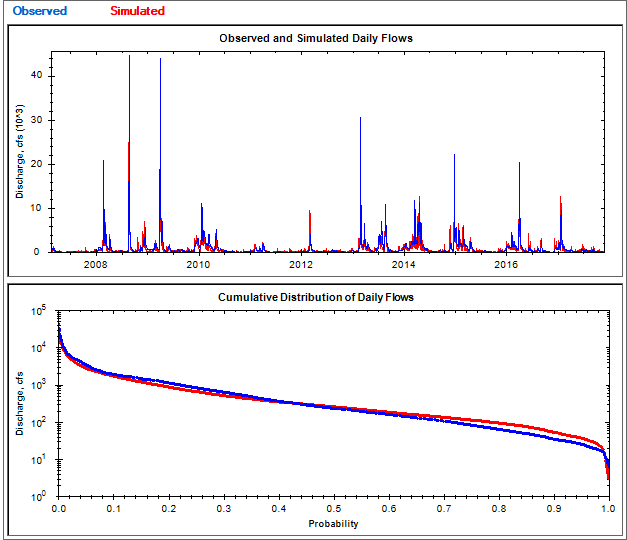 Observed Simulated
Observed and Simulated Daily Flows
Discharge, cfs (10^3)
40
30
20
10
0
2008 2010 2012 2014 2016
Cumulative Distribution of Daily Flows
Discharge, cfs
10^5
10^4
10^3
10^2
10^1
10^0
0.0 0.1 0.2 0.3 0.4 0.5 0.6 0.7 0.8 0.9 1.0
Probability